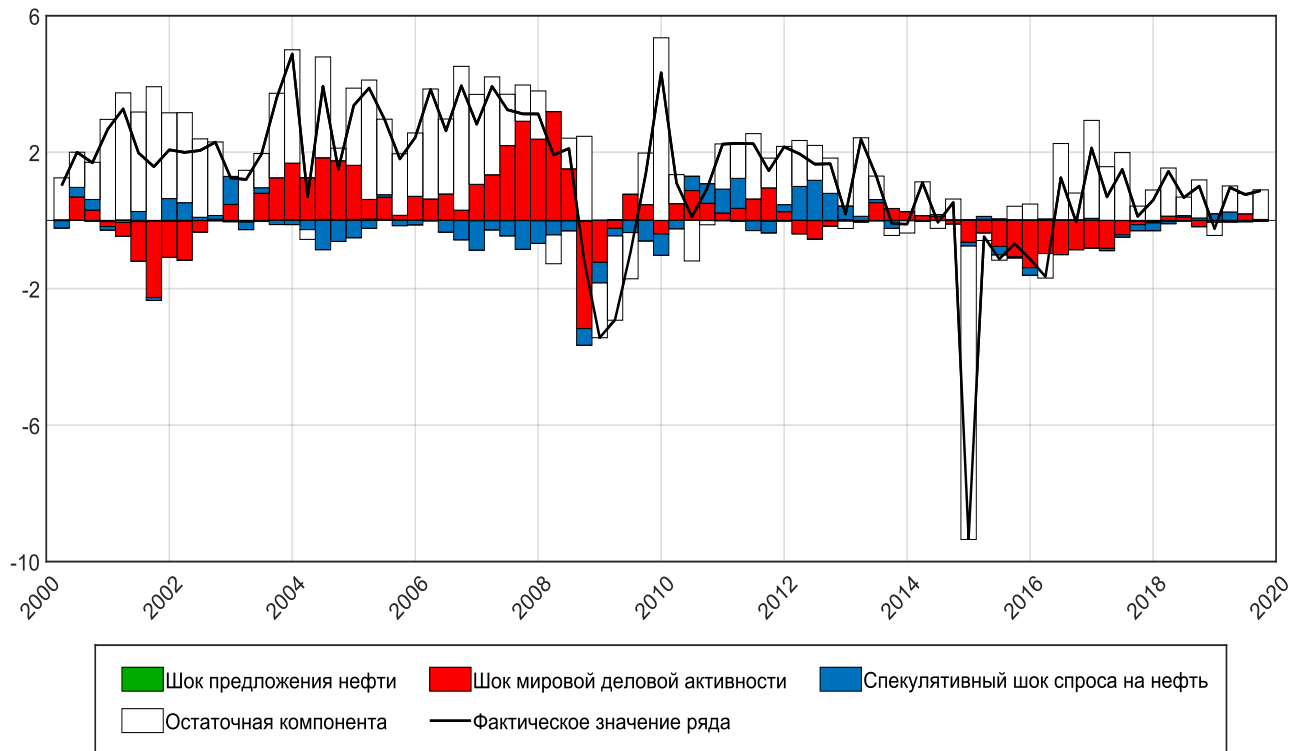 6
2
-2
-6
-10
2000 2002 2004 2006 2008 2010 2012 2014 2016 2018 2020
Шок предложения нефти Шок мировой деловой активности Спекулятивный шок спроса на нефть
Остаточная компонента Фактическое значение ряда